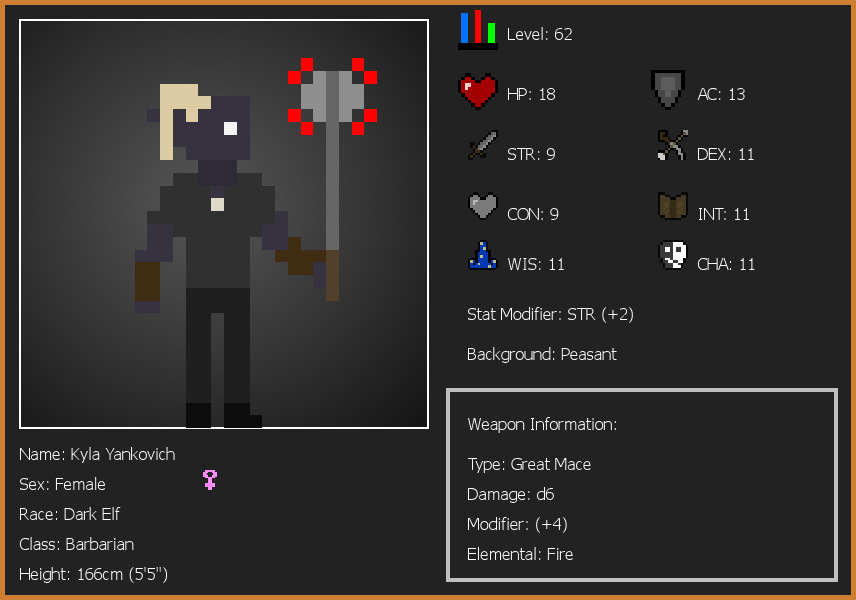 Level: 62
HP: 18
AC: 13
STR: 9
DEX: 11
CON: 9
INT: 11
WIS: 11
CHA: 11
Stat Modifier: STR (+2)
Background: Peasant
Weapon Information:
Type: Great Mace
Damage: d6
Modifier: (+4)
Elemental: Fire
Name: Kyla Yankovich
Sex: Female
Race: Dark Elf
Class: Barbarian
Height: 166cm (5'5")